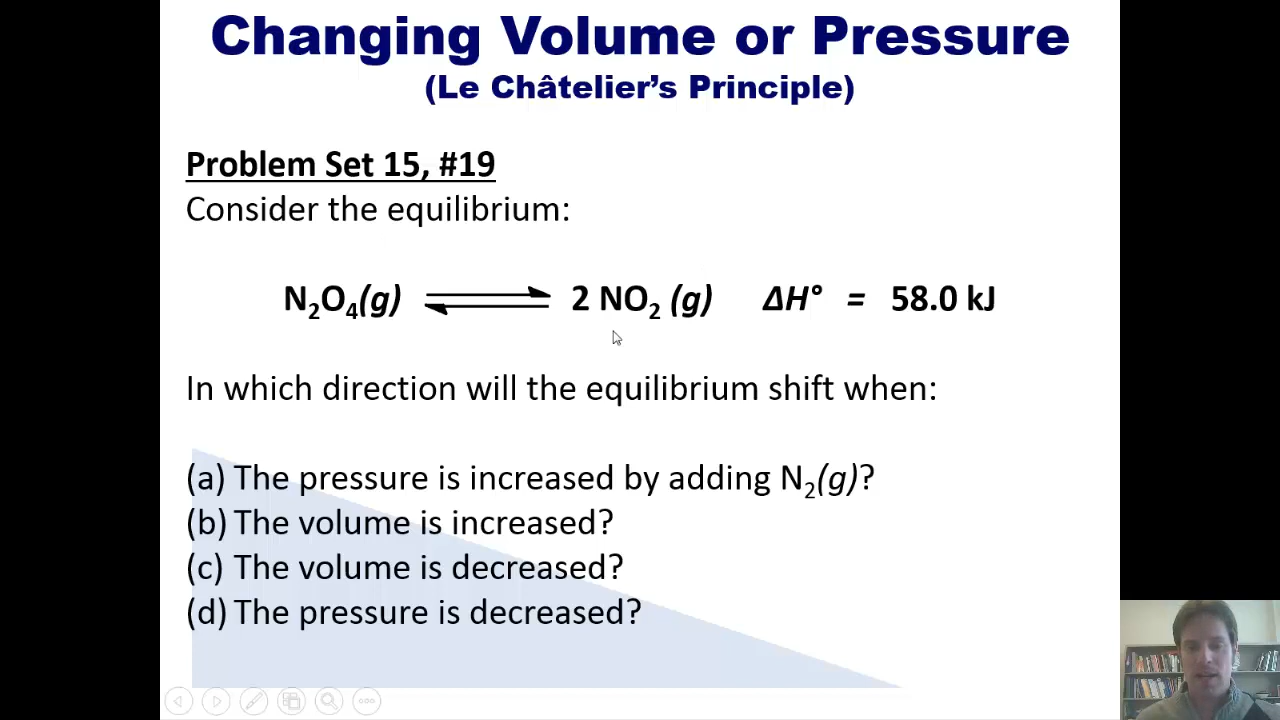 Changing Volume or Pressure
(Le Châtelier's Principle)
Problem Set 15, #19
Consider the equilibrium:
N₂O₄(g) ⇌ 2 NO₂ (g) ΔH° = 58.0 kJ
In which direction will the equilibrium shift when:
(a) The pressure is increased by adding N₂(g)?
(b) The volume is increased?
(c) The volume is decreased?
(d) The pressure is decreased?